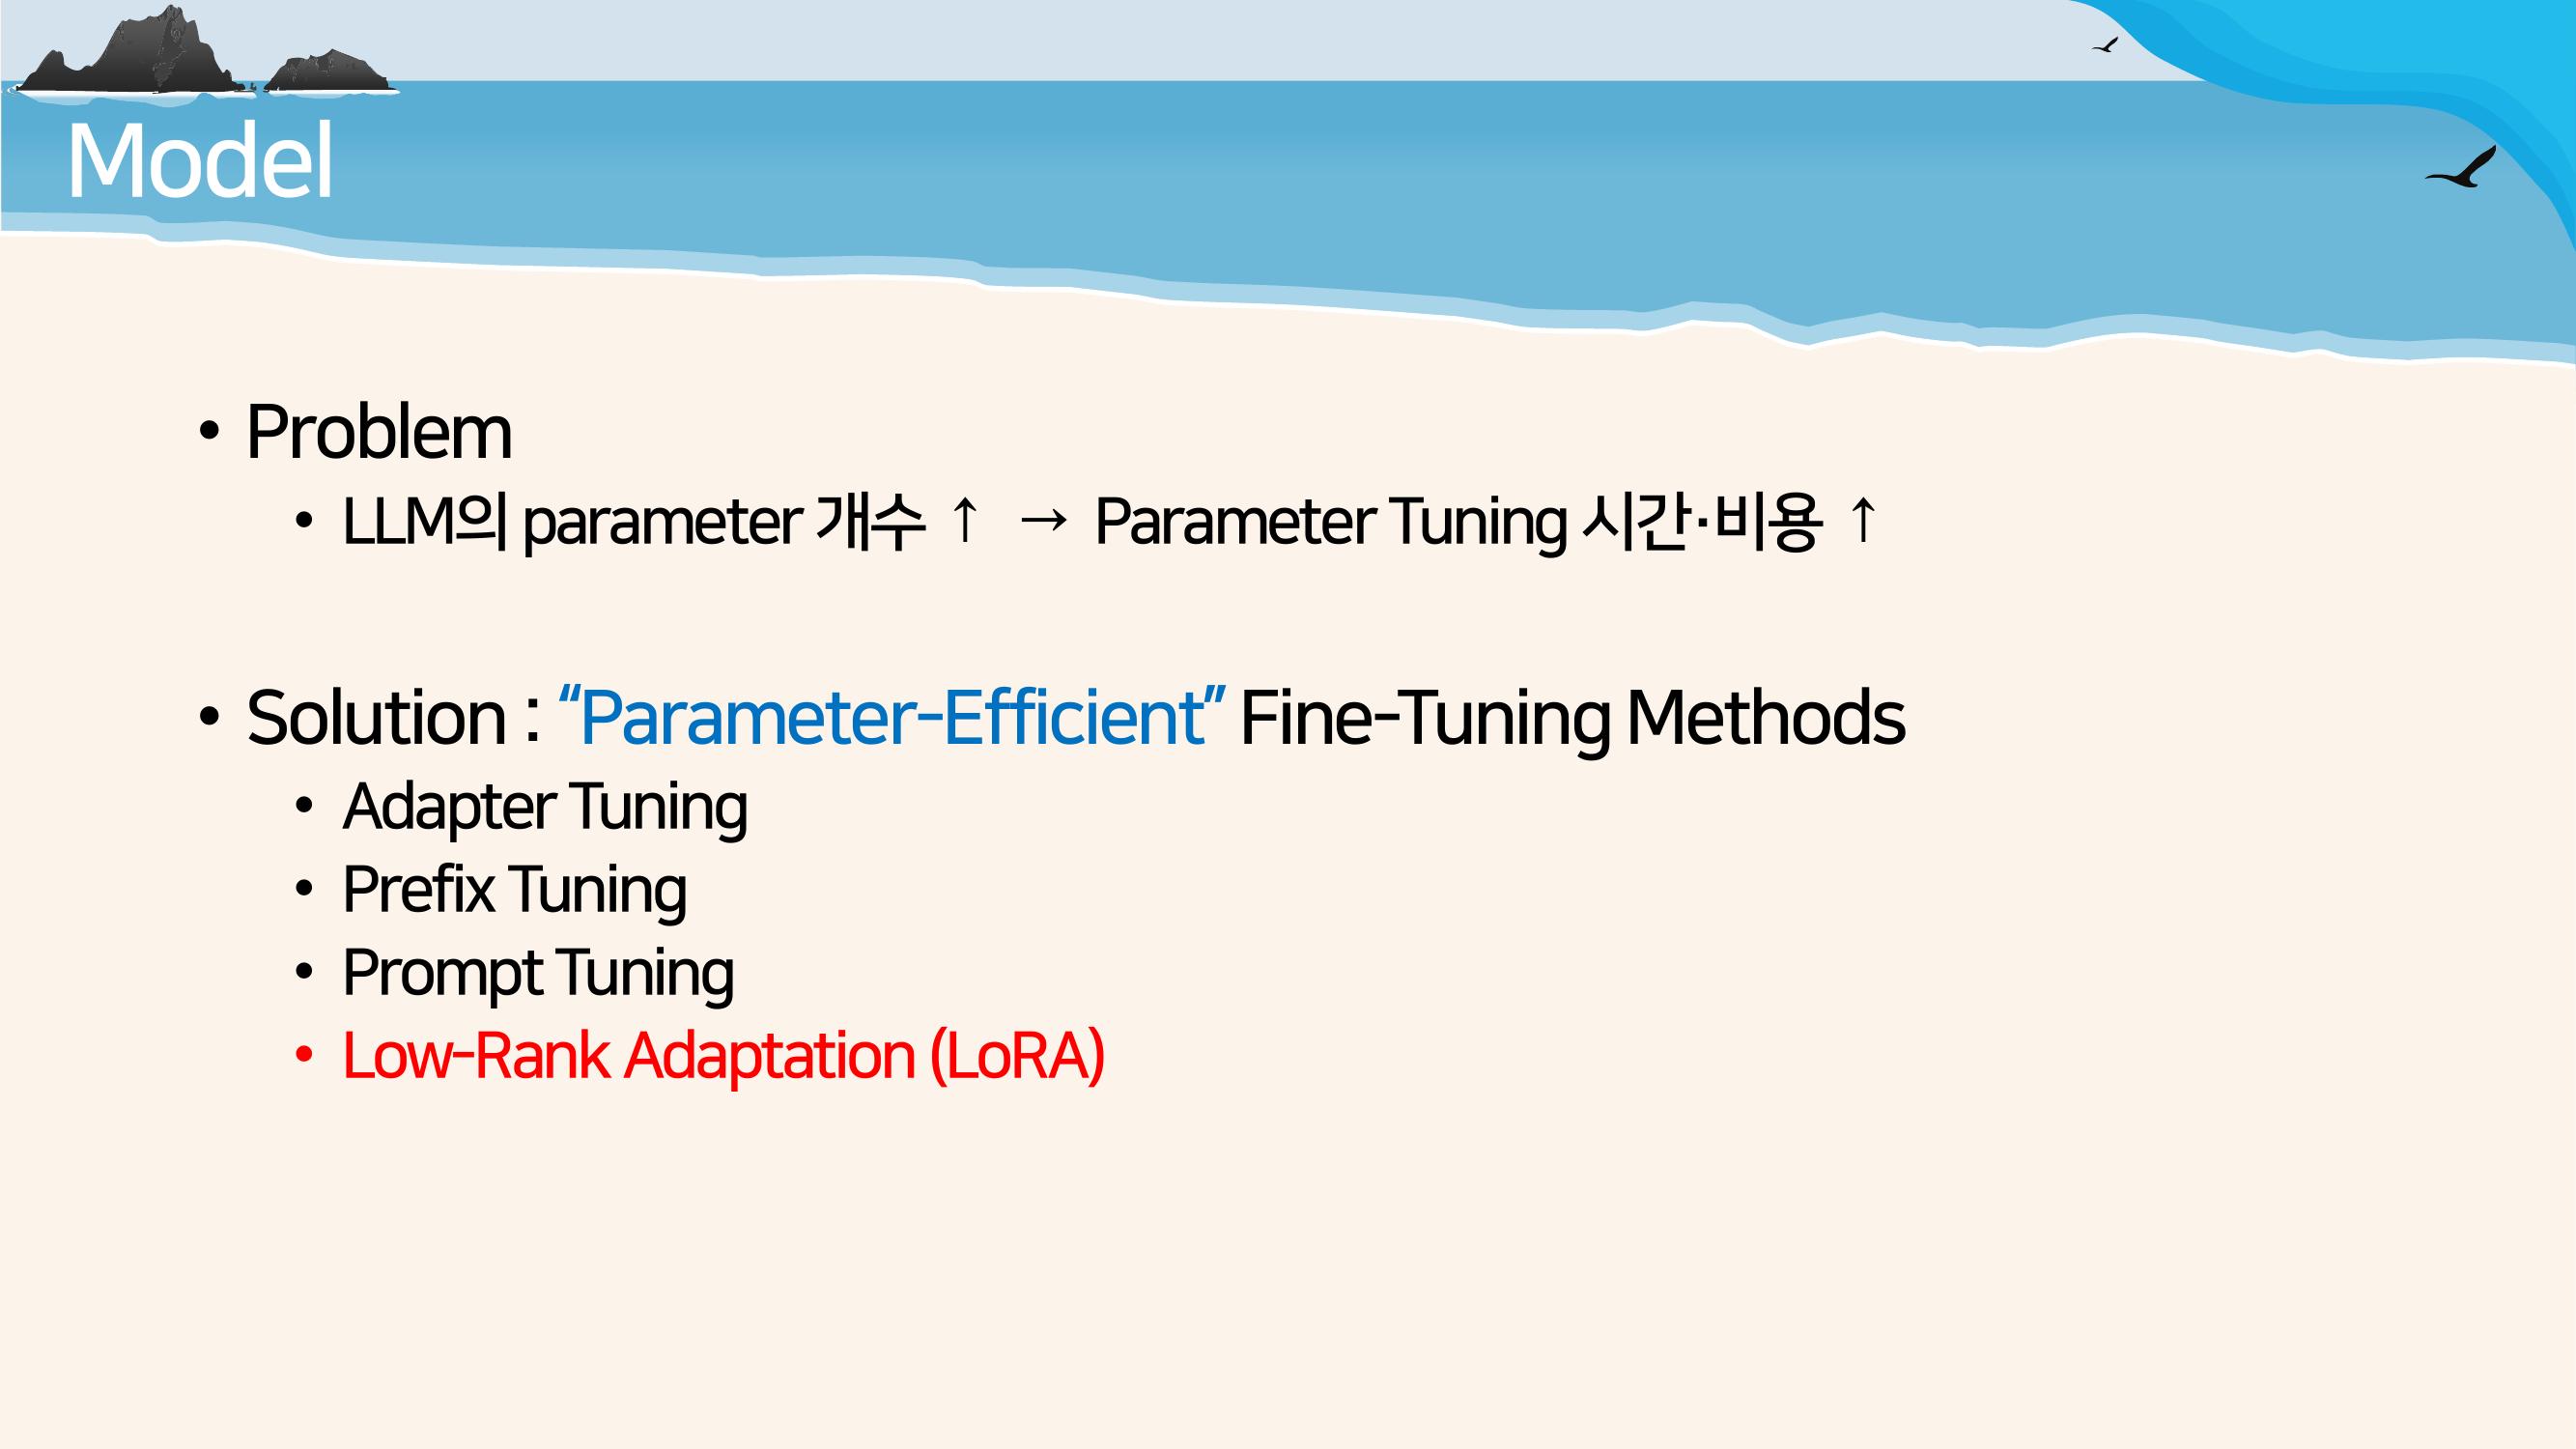 Model
• Problem
• LLM의 parameter 개수 ↑ → Parameter Tuning 시간·비용 ↑
• Solution : “Parameter-Efficient” Fine-Tuning Methods
• Adapter Tuning
• Prefix Tuning
• Prompt Tuning
• Low-Rank Adaptation (LoRA)